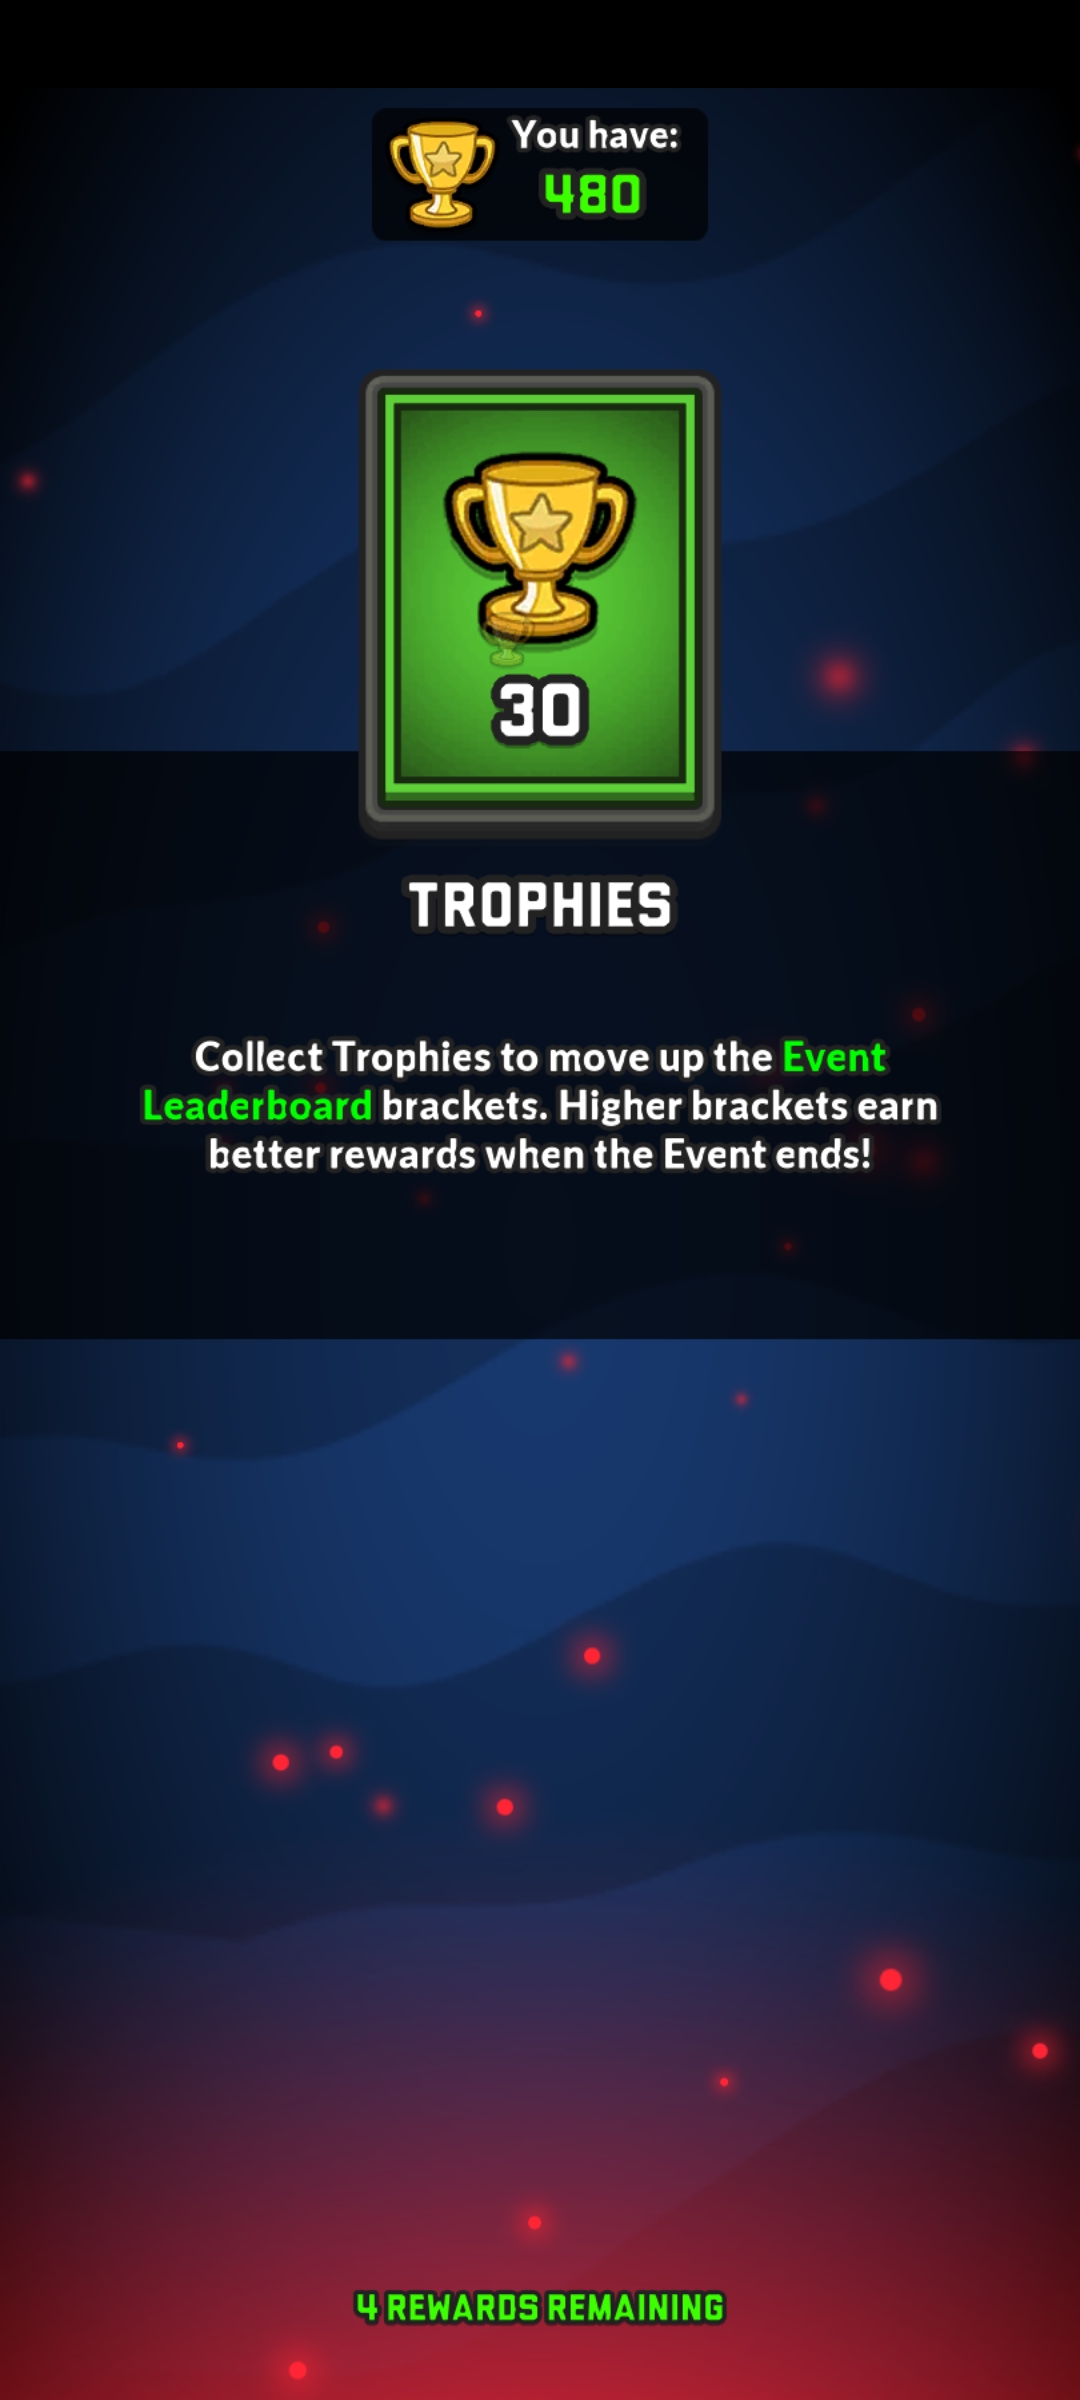 You have:
480
30
TROPHIES
Collect Trophies to move up the Event
Leaderboard brackets. Higher brackets earn
better rewards when the Event ends!
4 REWARDS REMAINING